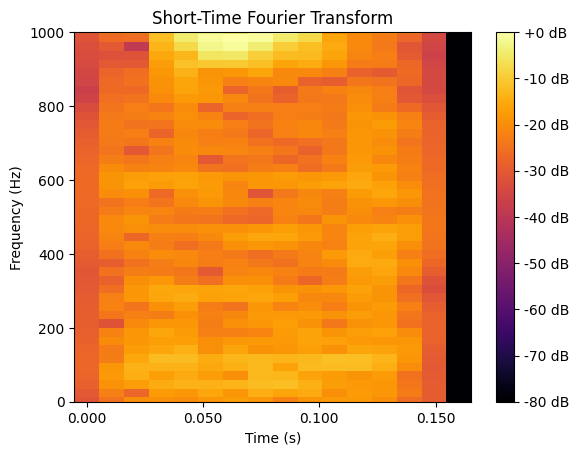 Short-Time Fourier Transform
1000
800
600
400
200
0
Frequency (Hz)
0.000
0.050
0.100
0.150
Time (s)
+0 dB
-10 dB
-20 dB
-30 dB
-40 dB
-50 dB
-60 dB
-70 dB
-80 dB